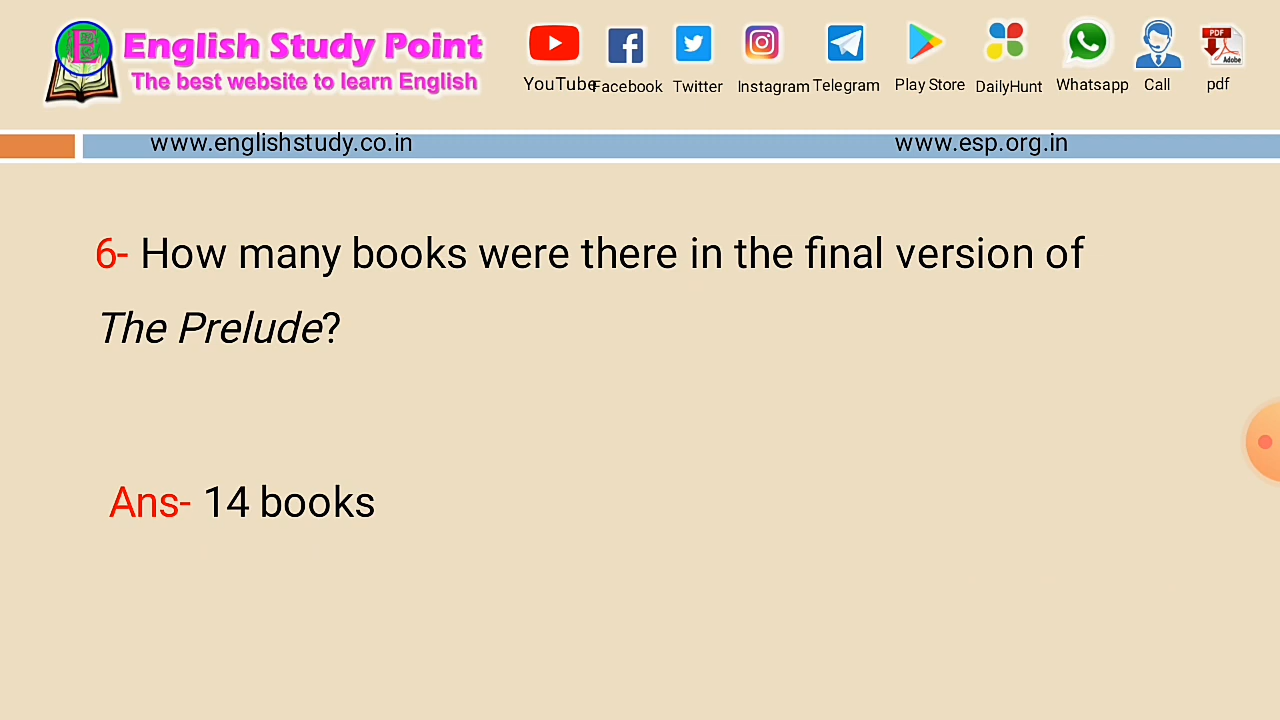 English Study Point
The best website to learn English
YouTube Facebook Twitter Instagram Telegram Play Store DailyHunt Whatsapp Call pdf
PDF
Adobe
www.englishstudy.co.in www.esp.org.in
6- How many books were there in the final version of
The Prelude?
Ans- 14 books